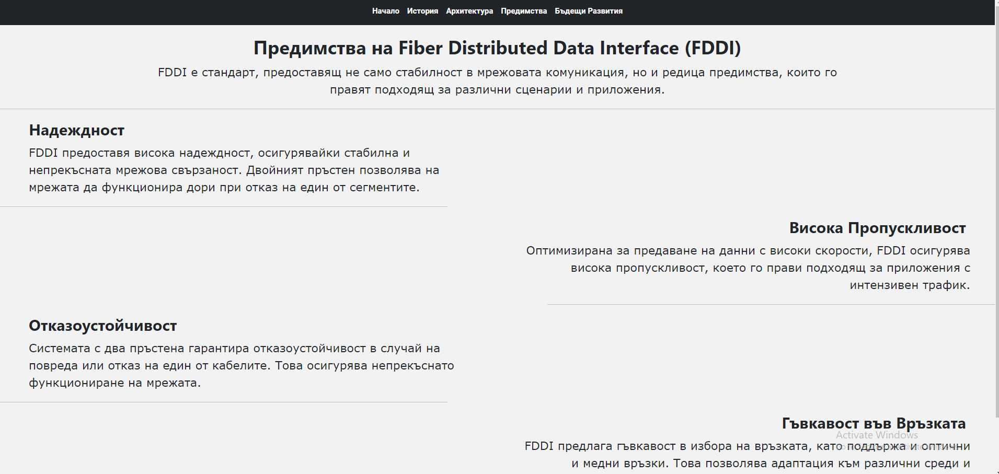 Начало История Архитектура Предимства Бъдещи Развития
Предимства на Fiber Distributed Data Interface (FDDI)
FDDI е стандарт, предоставящ не само стабилност в мрежовата комуникация, но и редица предимства, които го
правят подходящ за различни сценарии и приложения.
Надеждност
FDDI предоставя висока надеждност, осигурявайки стабилна и
непрекъсната мрежова свързаност. Двойният пръстен позволява на
мрежата да функционира дори при отказ на един от сегментите.
Висока Пропускливост
Оптимизирана за предаване на данни с високи скорости, FDDI осигурява
висока пропускливост, което го прави подходящ за приложения с
интензивен трафик.
Отказоустойчивост
Системата с два пръстена гарантира отказоустойчивост в случай на
повреда или отказ на един от кабелите. Това осигурява непрекъснато
функциониране на мрежата.
Гъвкавост във Връзката
Activate Windows
FDDI предлага гъвкавост в избора на връзката, като поддържа и оптични
Go to Settings to activate Windows.
и медни връзки. Това позволява адаптация към различни среди и